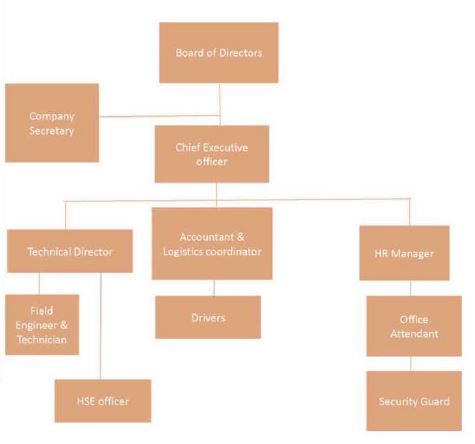 Board of Directors
Company
Secretary
Chief Executive
officer
Technical Director
Accountant &
Logistics coordinator
HR Manager
Field
Engineer &
Technician
Drivers
Office
Attendant
HSE officer
Security Guard